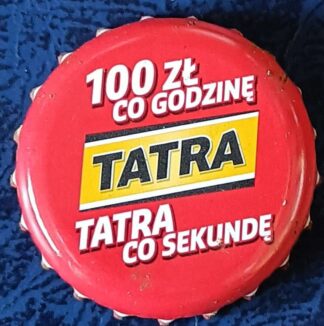 100 ZŁ
CO GODZINĘ
TATRA
TATRA
CO SEKUNDĘ